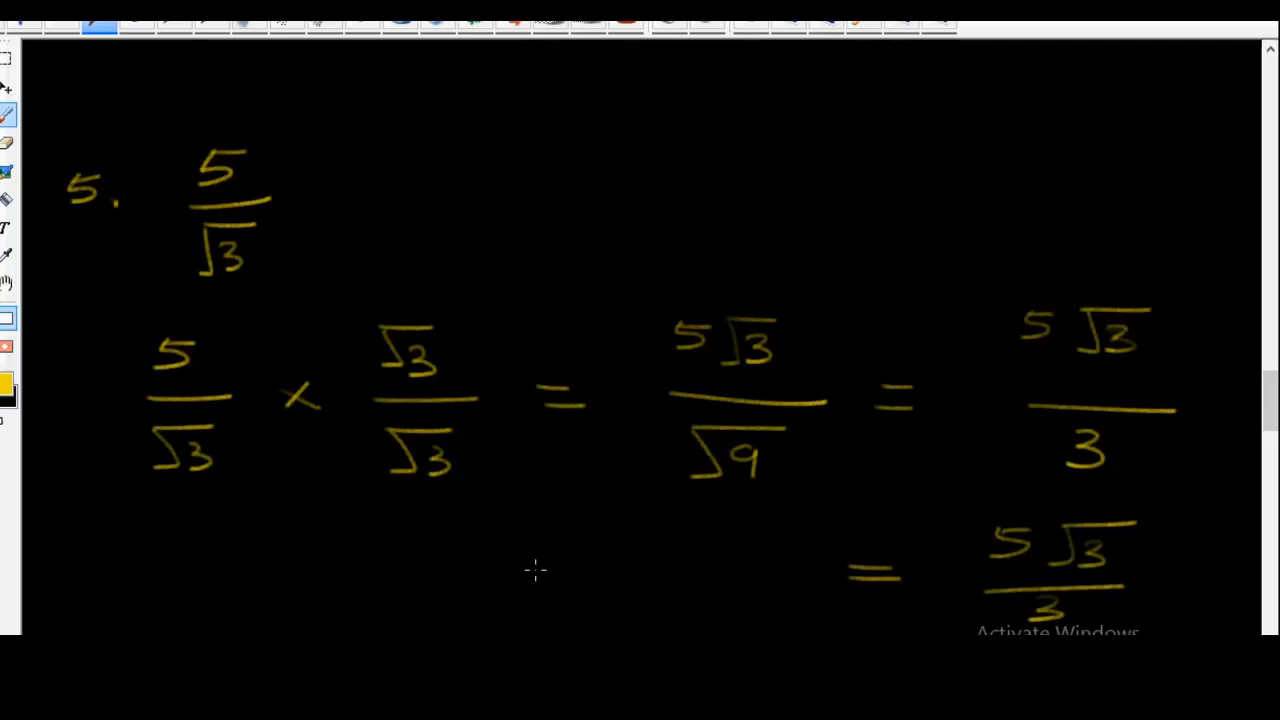 5. 5/√3
5/√3 × √3/√3 = 5√3/√9 = 5√3/3
= 5√3/3
Activate Windows